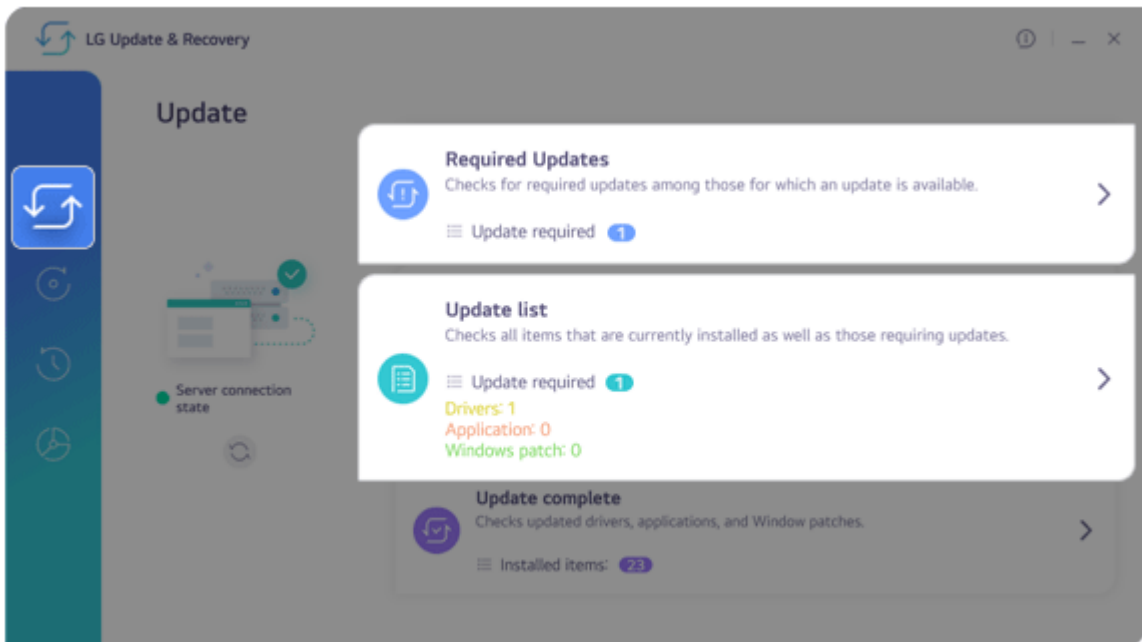 LG Update & Recovery
Update
Required Updates
Checks for required updates among those for which an update is available.
Update required 1
Update list
Checks all items that are currently installed as well as those requiring updates.
Update required 1
Drivers: 1
Application: 0
Windows patch: 0
Server connection
state
Update complete
Checks updated drivers, applications, and Window patches.
Installed items: 23